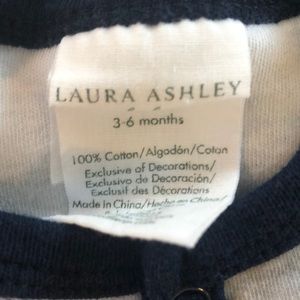 LAURA ASHLEY
3-6 months
100% Cotton/Algodón/Coton
Exclusive of Decorations/
Exclusivo de Decoración/
Exclusif des Décorations
Made in China/Hecho en China/